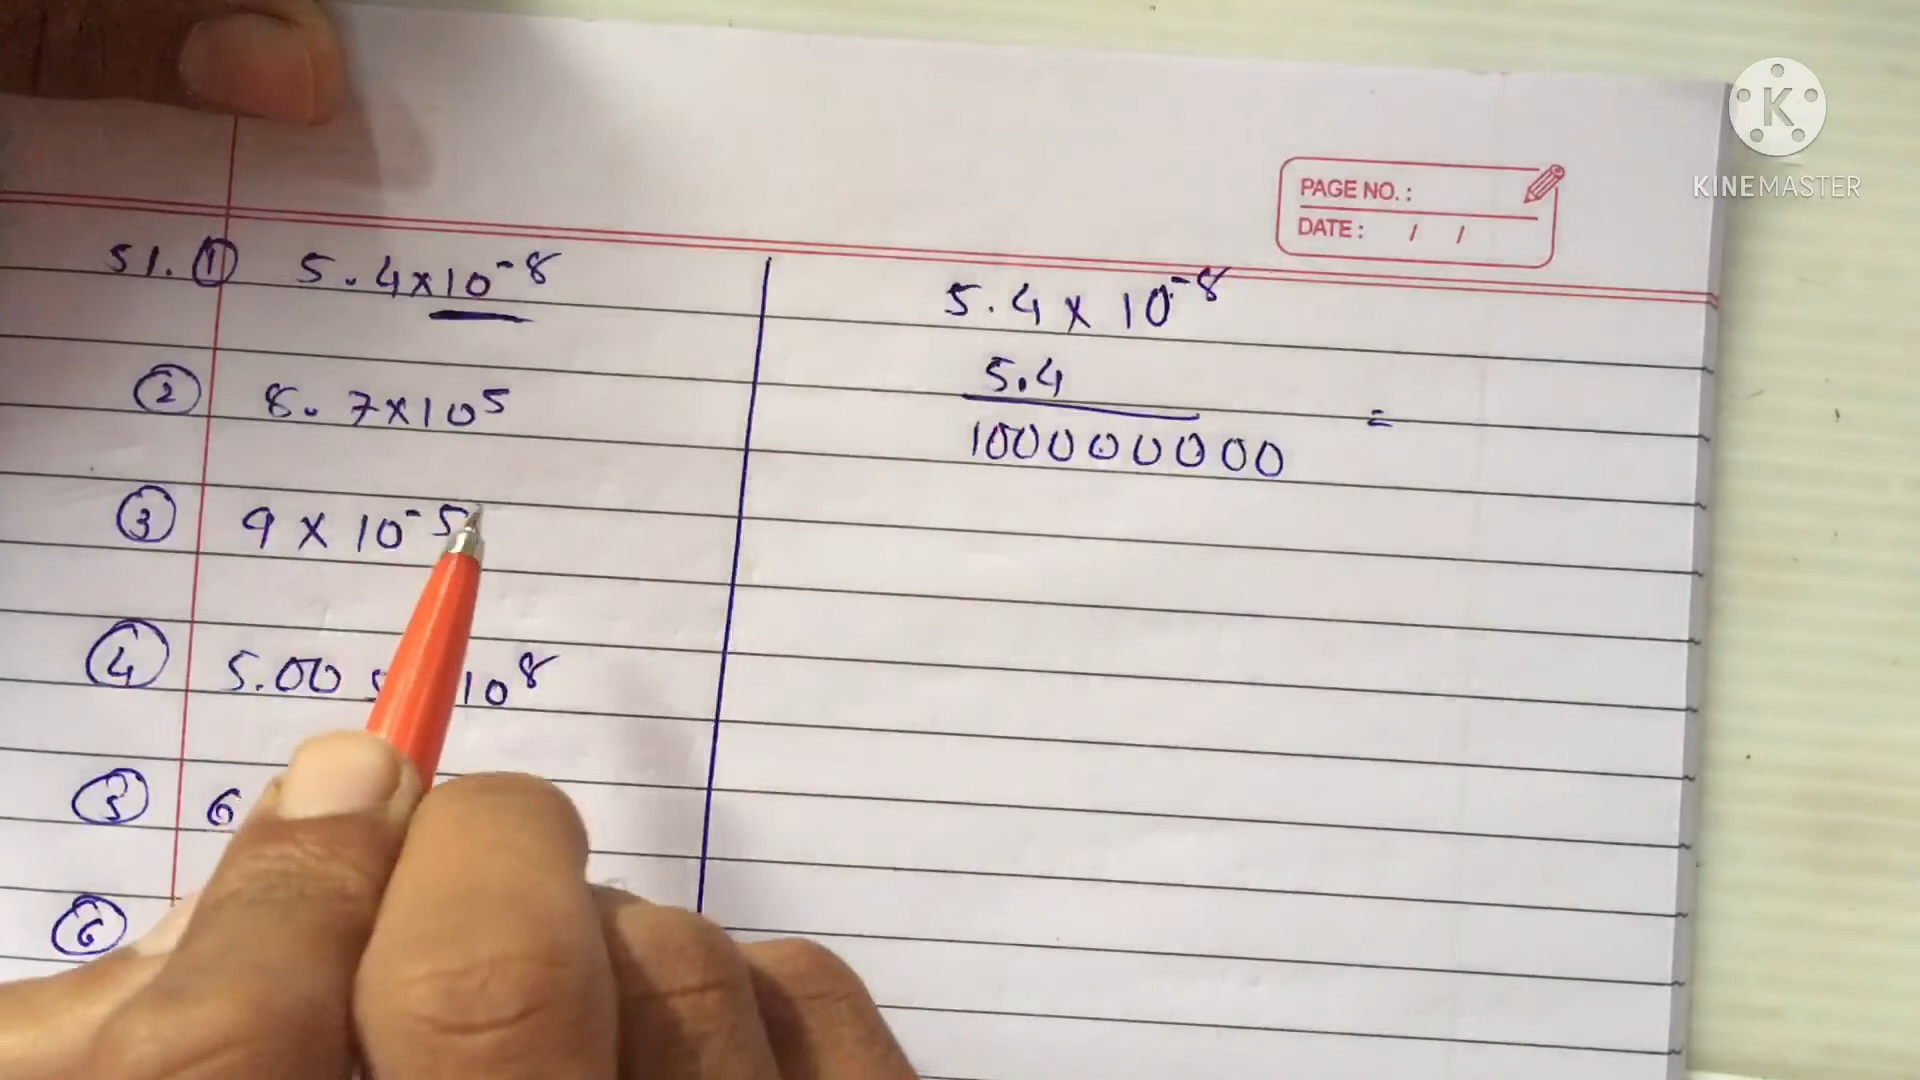 KINEMASTER
PAGE NO. :
DATE : / /
51. ① 5.4×10⁻⁸
② 8.7×10⁵
③ 9×10⁻⁵
④ 5.00 10⁸
③ 6
⑥
5.4×10⁻⁸
5.4
100000000 =